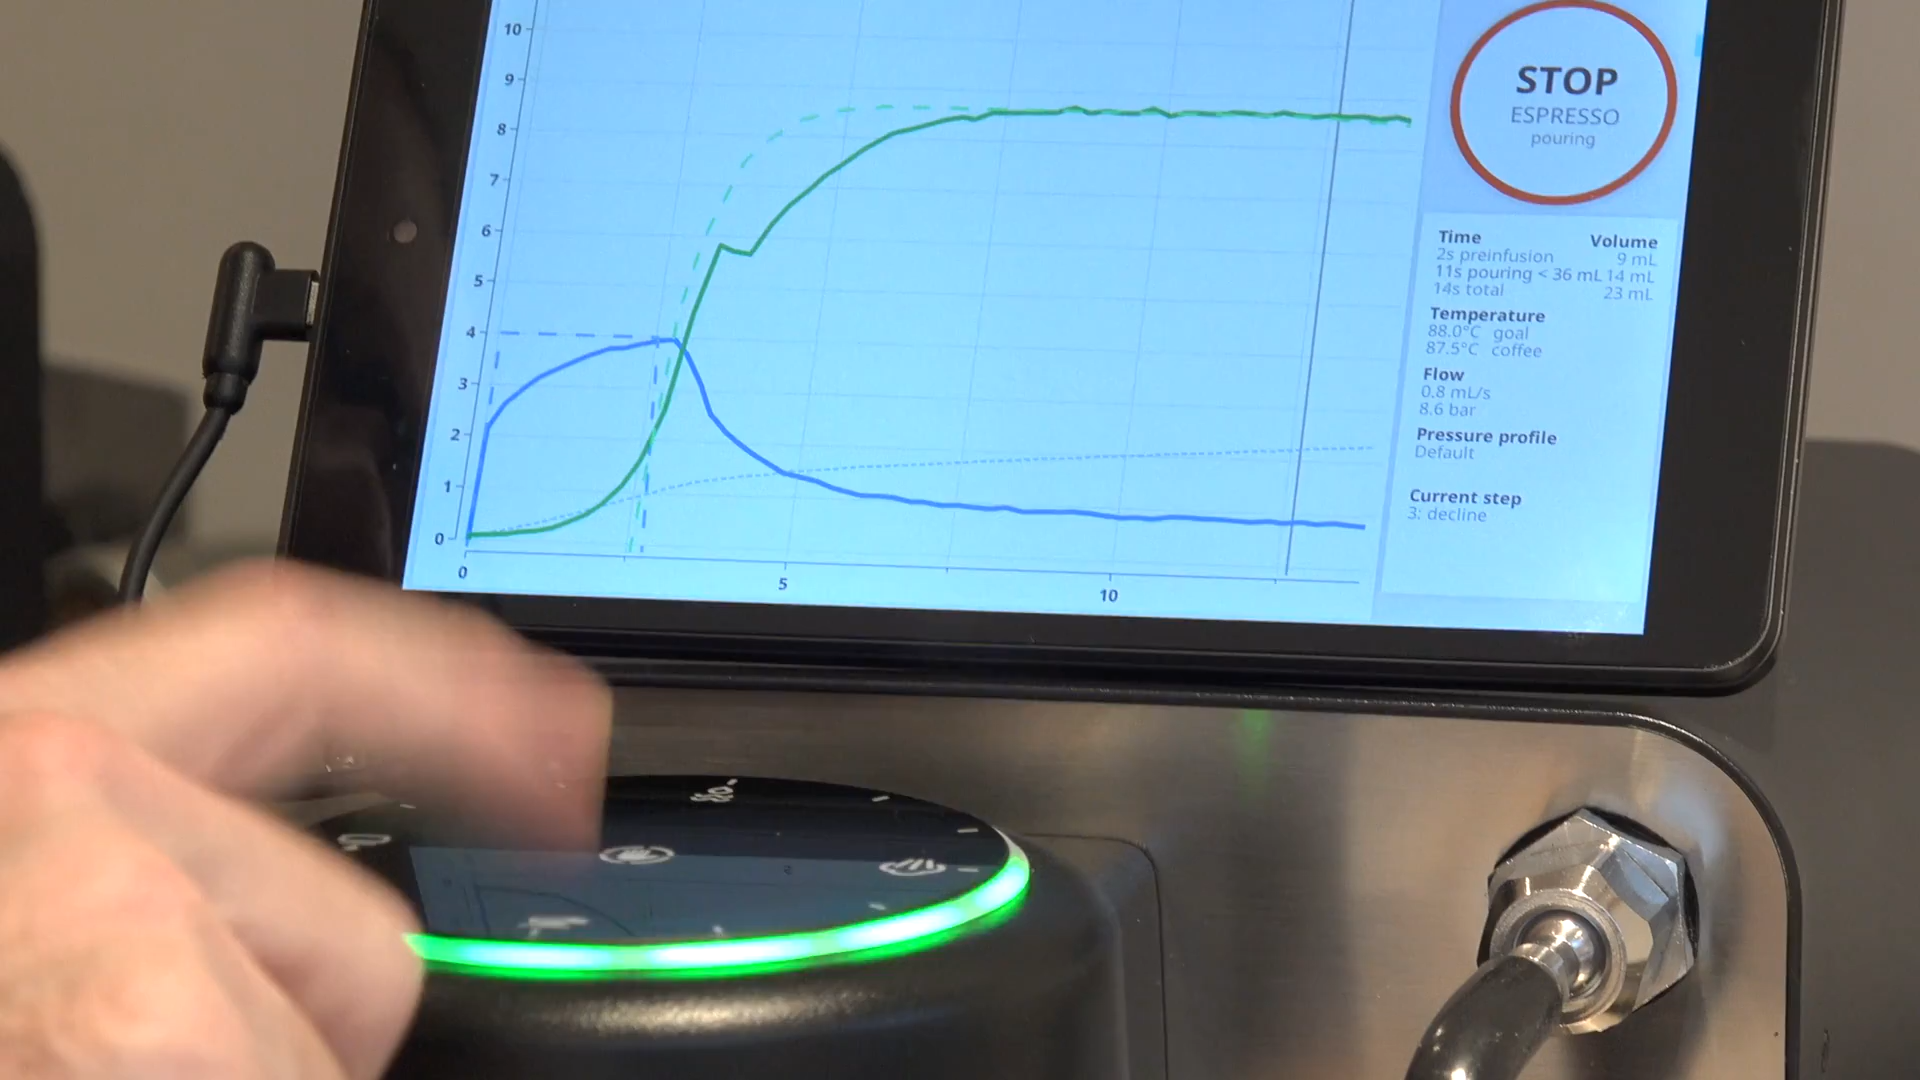 10
9
8
7
6
5
4
3
2
1
0
0 5 10
STOP
ESPRESSO
pouring
Time Volume
2s preinfusion 9 mL
11s pouring < 36 mL 14 mL
14s total 23 mL
Temperature
88.0°C goal
87.5°C coffee
Flow
0.8 mL/s
8.6 bar
Pressure profile
Default
Current step
3: decline